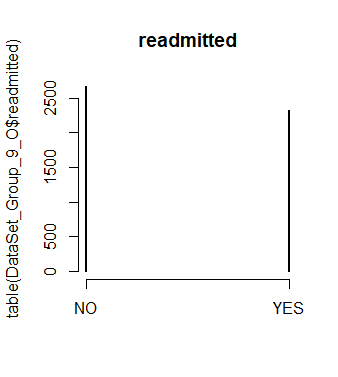 readmitted
table(DataSet_Group_9_O$readmitted)
2500
1500
500
0
NO YES